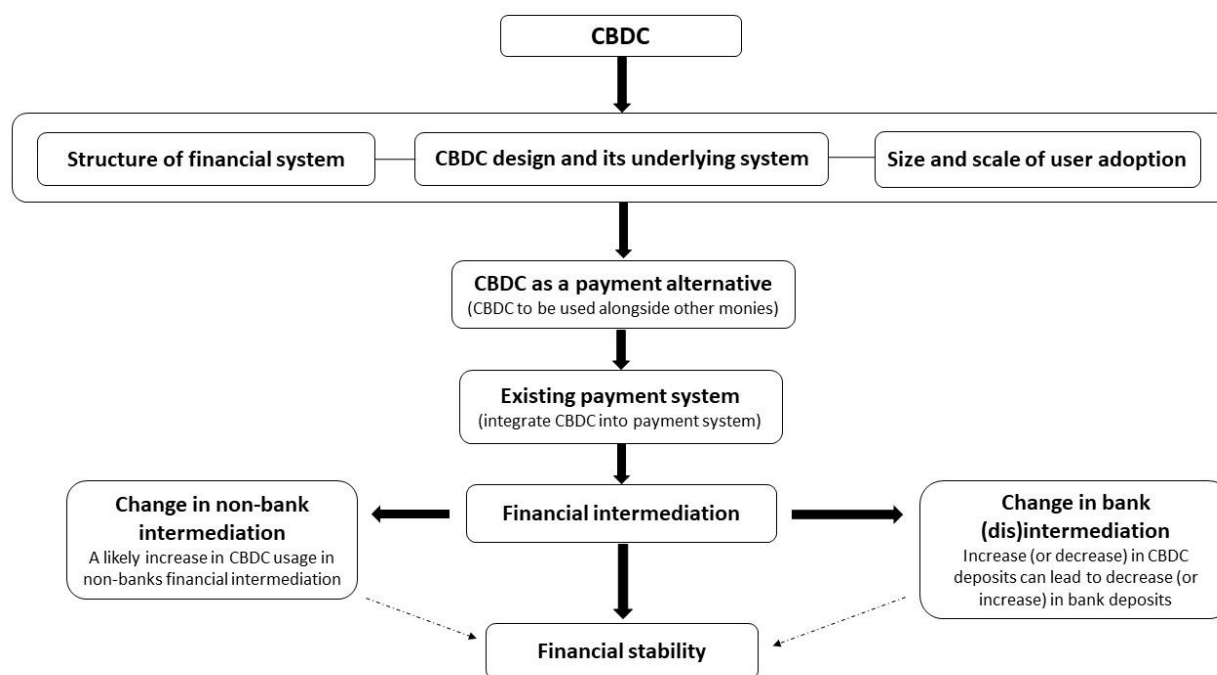 CBDC
Structure of financial system
CBDC design and its underlying system
Size and scale of user adoption
CBDC as a payment alternative
(CBDC to be used alongside other monies)
Existing payment system
(integrate CBDC into payment system)
Change in non-bank
intermediation
A likely increase in CBDC usage in
non-banks financial intermediation
Financial intermediation
Change in bank
(dis)intermediation
Increase (or decrease) in CBDC
deposits can lead to decrease (or
increase) in bank deposits
Financial stability